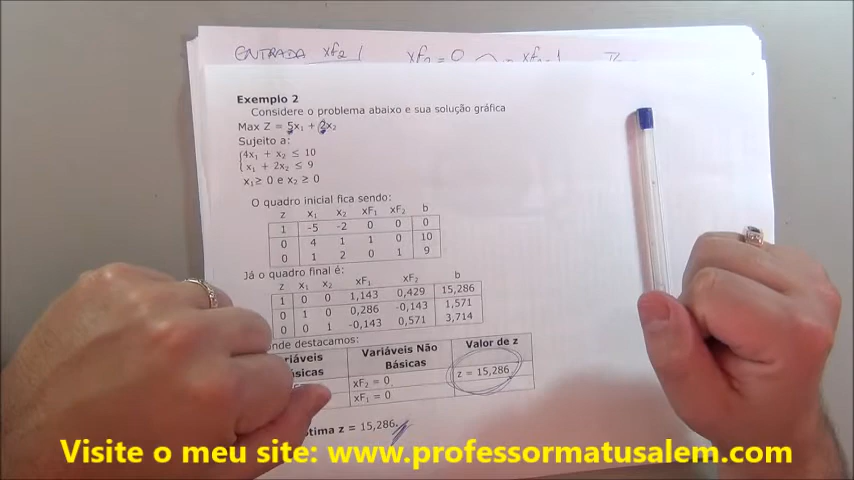 ENTRADA xf2 1 xf2 = 0
Exemplo 2
Considere o problema abaixo e sua solução gráfica
Max Z = 5x₁ + 2x₂
Sujeito a:
4x₁ + x₂ ≤ 10
x₁ + 2x₂ ≤ 9
x₁ ≥ 0 e x₂ ≥ 0
O quadro inicial fica sendo:
z x₁ x₂ xF₁ xF₂ b
1 -5 -2 0 0 0
0 4 1 1 0 10
0 1 2 0 1 9
Já o quadro final é:
z x₁ x₂ xF₁ xF₂ b
1 0 0 1,143 0,429 15,286
0 1 0 0,286 -0,143 1,571
0 0 1 -0,143 0,571 3,714
onde destacamos:
Variáveis Não Valor de z
Básicas
xF₂ = 0 z = 15,286
xF₁ = 0
z = 15,286.
Visite o meu site: www.professormatusalem.com